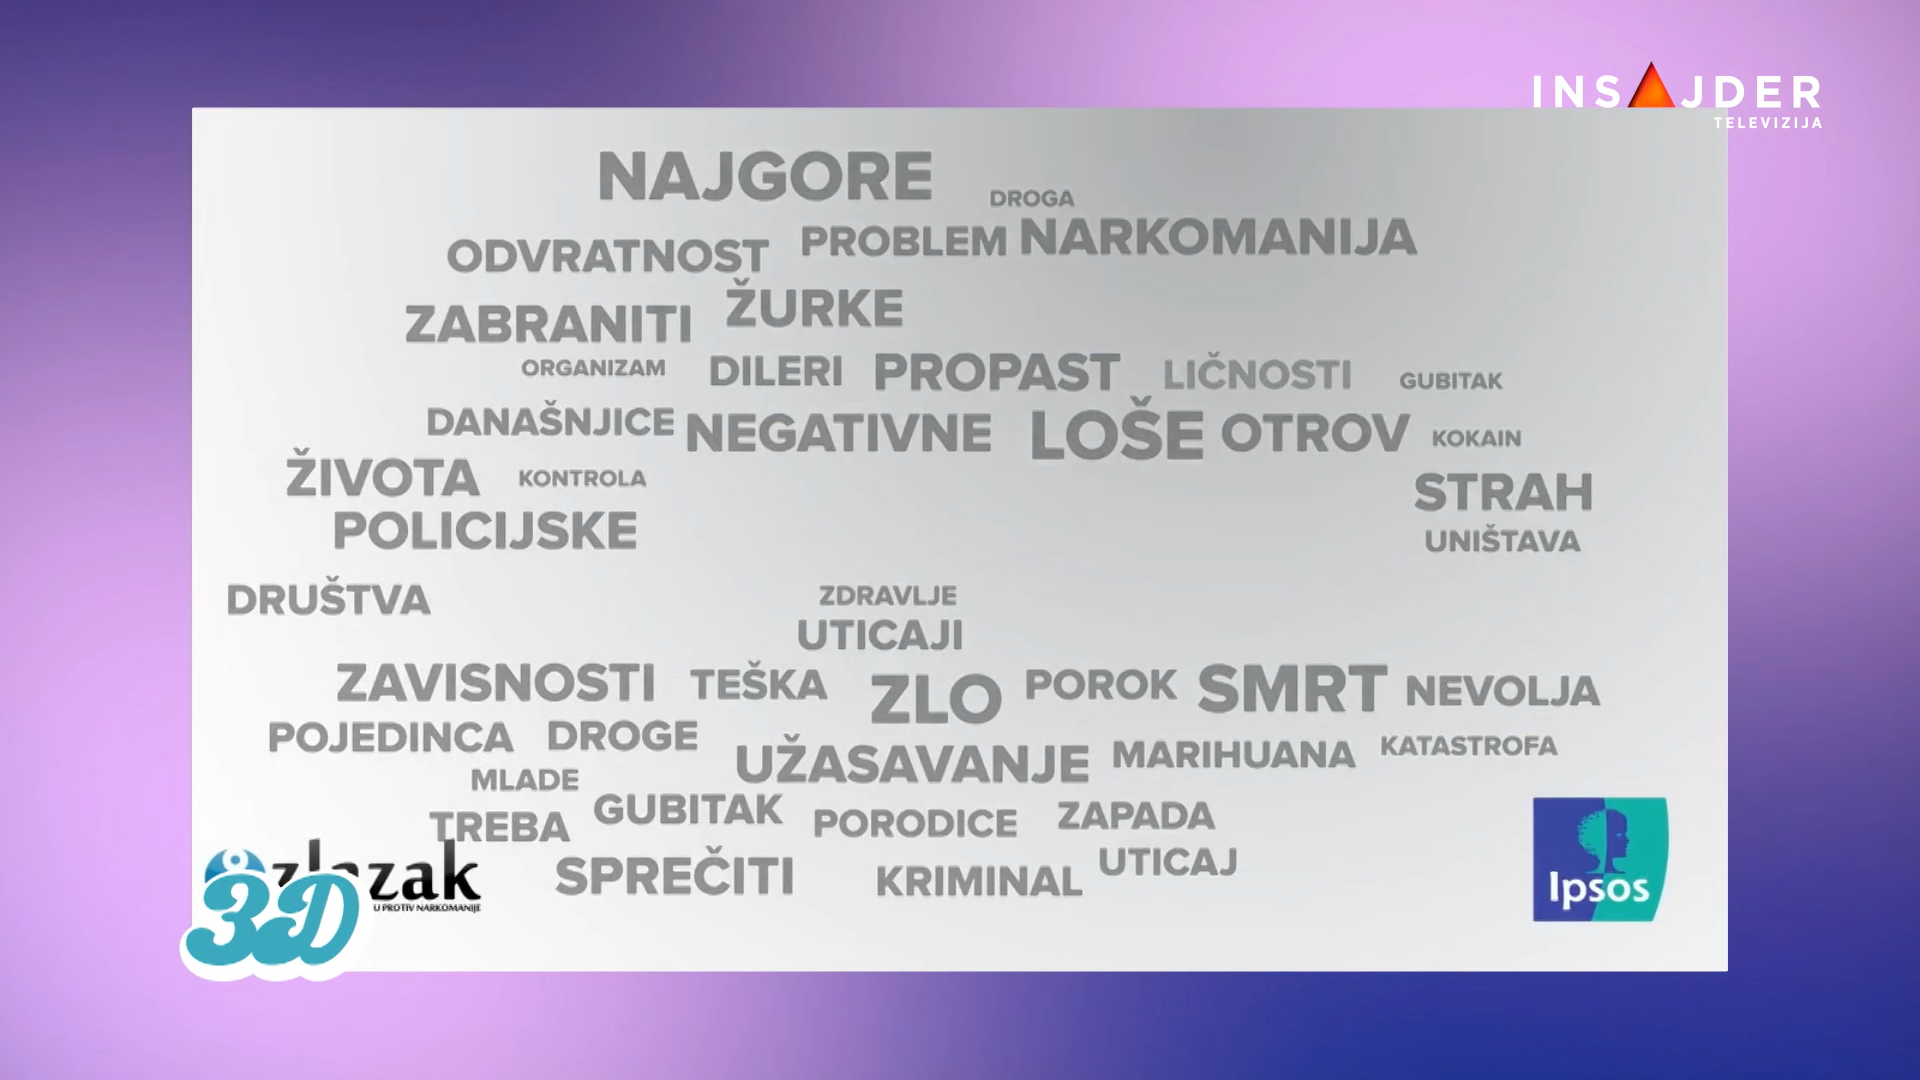 INSAJDER
TELEVIZIJA
NAJGORE
DROGA
ODVRATNOST PROBLEM NARKOMANIJA
ZABRANITI ŽURKE
ORGANIZAM DILERI PROPAST LIČNOSTI GUBITAK
DANAŠNJICE NEGATIVNE LOŠE OTROV KOKAIN
ŽIVOTA KONTROLA STRAH
POLICIJSKE UNIŠTAVA
DRUŠTVA ZDRAVLJE
UTICAJI
ZAVISNOSTI TEŠKA ZLO POROK SMRT NEVOLJA
POJEDINCA DROGE UŽASAVANJE MARIHUANA KATASTROFA
MLADE
TREBA GUBITAK PORODICE ZAPADA
SPREČITI KRIMINAL UTICAJ
zak
U PROTIV NARKOMANIJE
3D
Ipsos